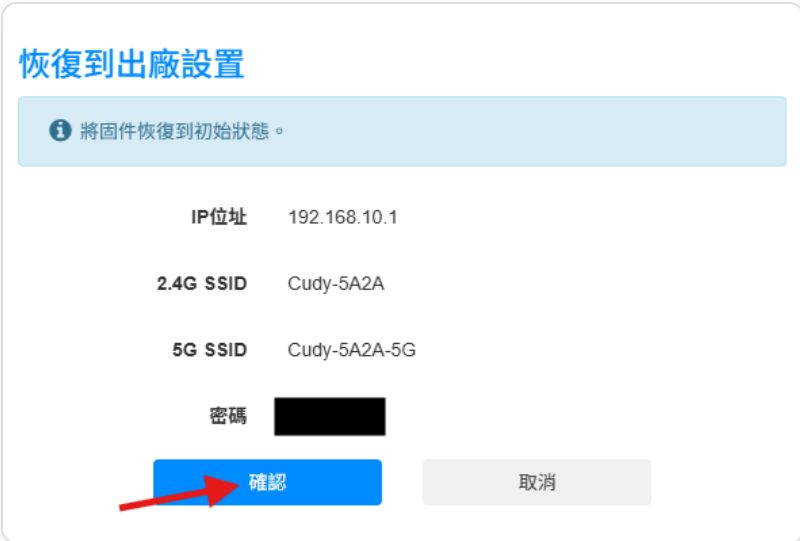 恢復到出廠設置
將固件恢復到初始狀態。
IP位址 192.168.10.1
2.4G SSID Cudy-5A2A
5G SSID Cudy-5A2A-5G
密碼
確認 取消